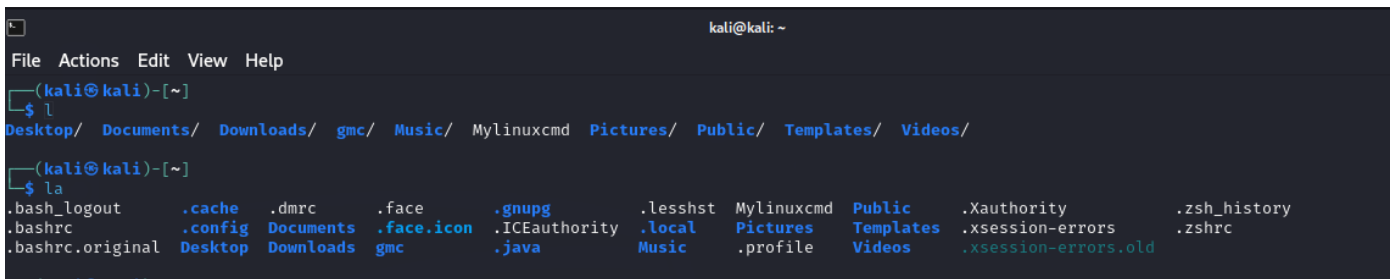 kali@kali: ~
File Actions Edit View Help
┌──(kali㉿kali)-[~]
└─$ l
Desktop/ Documents/ Downloads/ gmc/ Music/ Mylinuxcmd Pictures/ Public/ Templates/ Videos/
┌──(kali㉿kali)-[~]
└─$ la
.bash_logout .cache .dmrc .face .gnupg .lesshst Mylinuxcmd Public .Xauthority .zsh_history
.bashrc .config Documents .face.icon .ICEauthority .local Pictures Templates .xsession-errors .zshrc
.bashrc.original Desktop Downloads gmc .java Music .profile Videos .xsession-errors.old